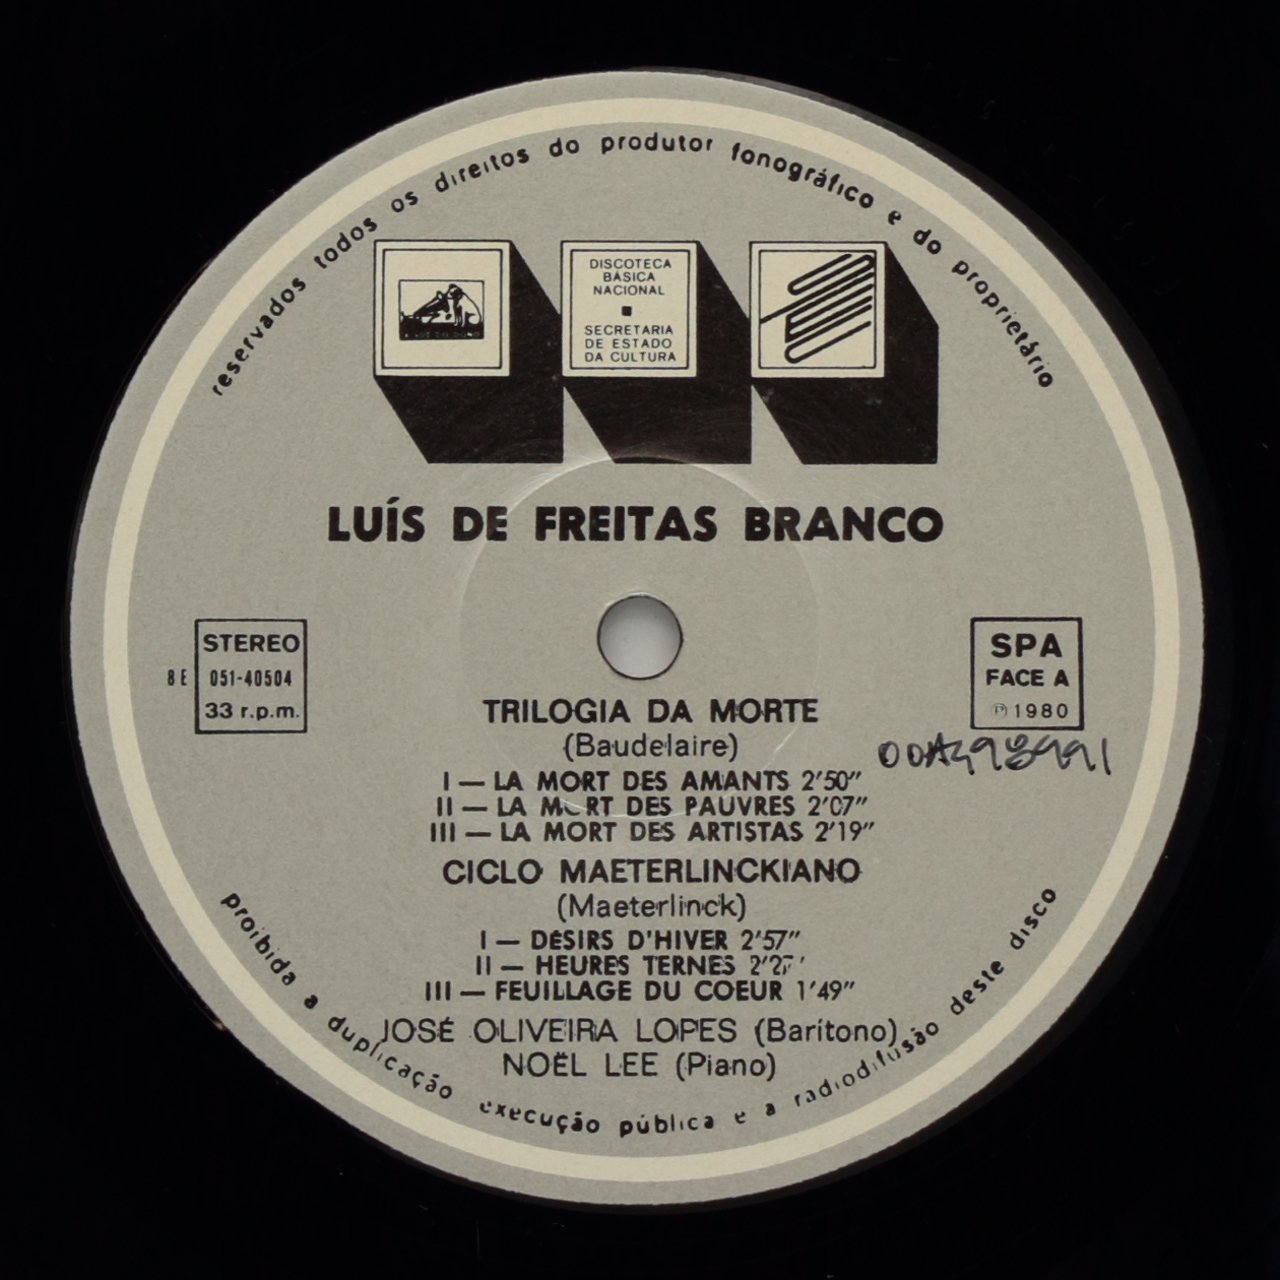 reservados todos os direitos do produtor fonográfico e do proprietário
DISCOTECA
BÁSICA
NACIONAL
SECRETARIA
DE ESTADO
DA CULTURA
LUÍS DE FREITAS BRANCO
STEREO
8E 051-40504
33 r.p.m.
SPA
FACE A
℗ 1980
TRILOGIA DA MORTE
(Baudelaire)
I — LA MORT DES AMANTS 2'50"
II — LA MORT DES PAUVRES 2'07"
III — LA MORT DES ARTISTAS 2'19"
CICLO MAETERLINCKIANO
(Maeterlinck)
I — DÉSIRS D'HIVER 2'57"
II — HEURES TERNES 2'27"
III — FEUILLAGE DU COEUR 1'49"
JOSÉ OLIVEIRA LOPES (Barítono)
NOËL LEE (Piano)
proibida a duplicação execução pública e a radiodifusão deste disco